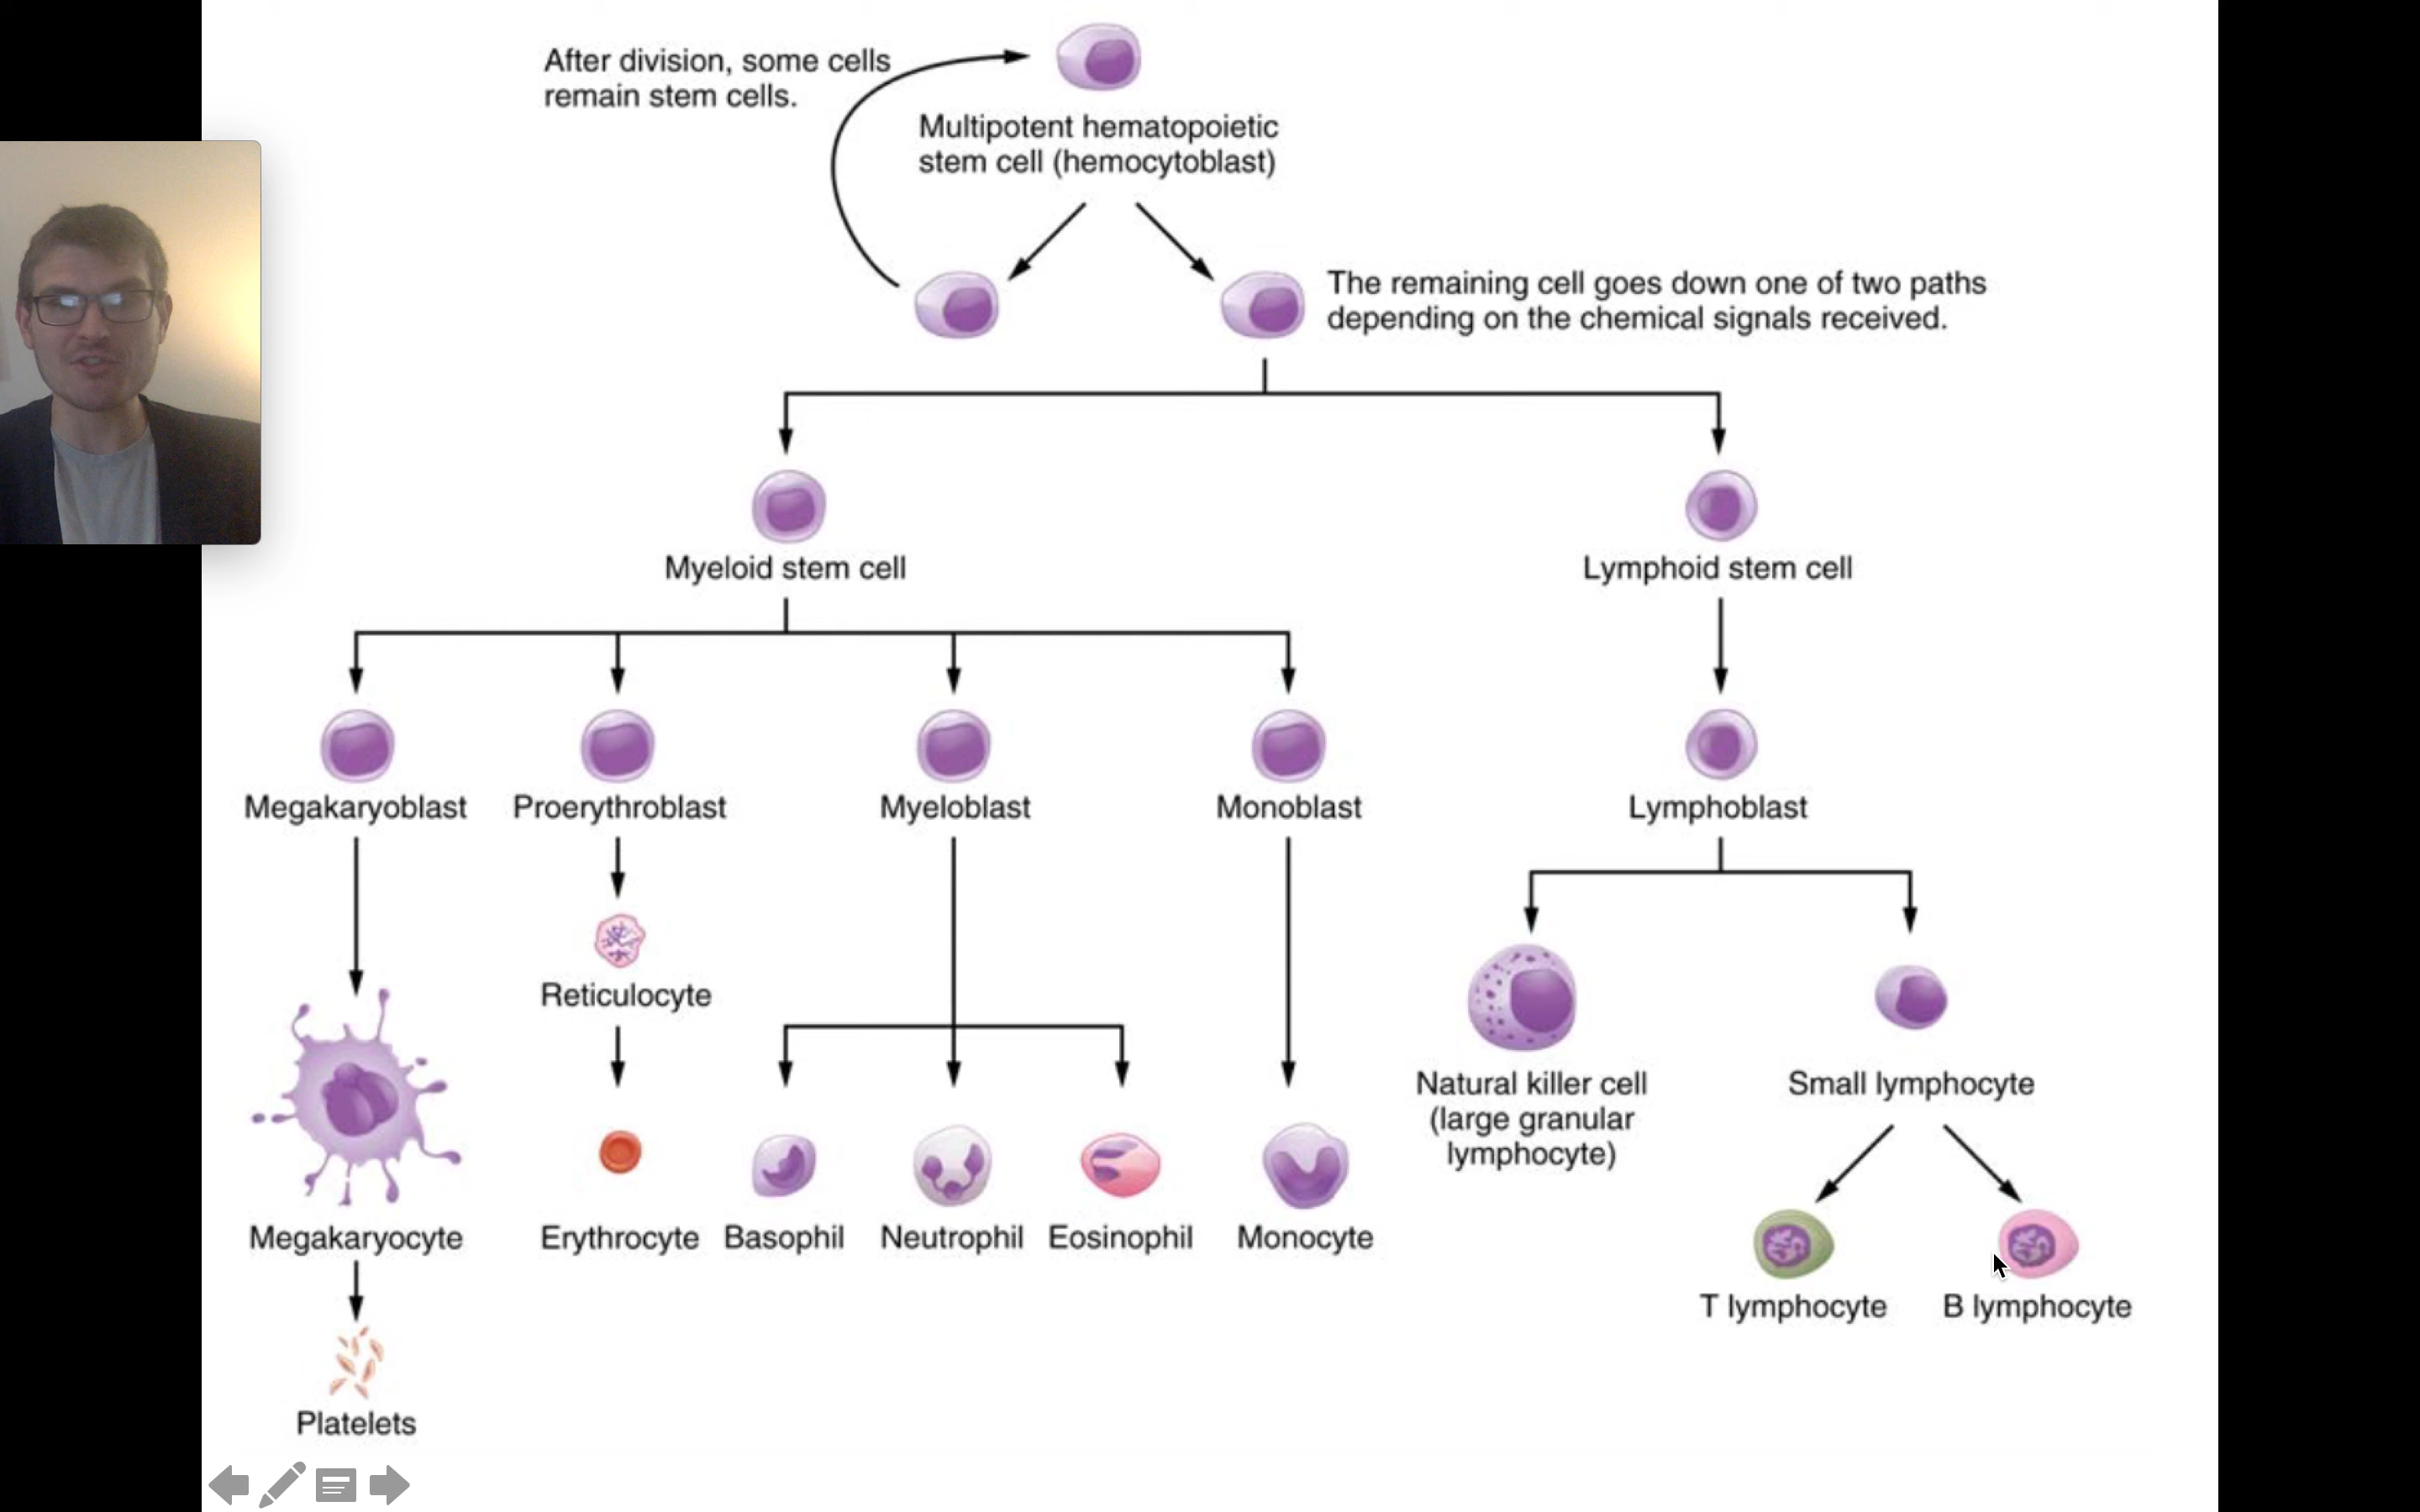 After division, some cells
remain stem cells.
Multipotent hematopoietic
stem cell (hemocytoblast)
The remaining cell goes down one of two paths
depending on the chemical signals received.
Myeloid stem cell
Lymphoid stem cell
Megakaryoblast
Proerythroblast
Myeloblast
Monoblast
Lymphoblast
Reticulocyte
Natural killer cell
(large granular
lymphocyte)
Small lymphocyte
Megakaryocyte
Erythrocyte
Basophil
Neutrophil
Eosinophil
Monocyte
T lymphocyte
B lymphocyte
Platelets